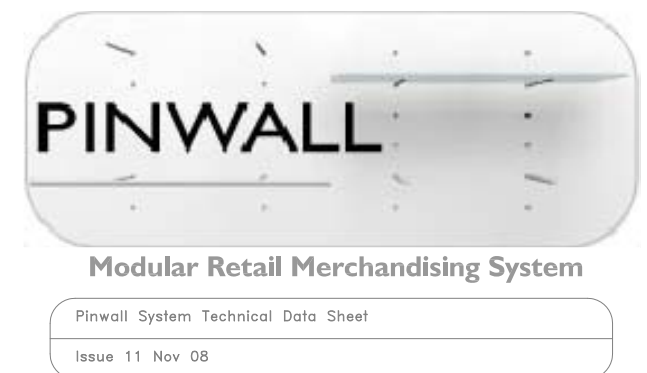 PINWALL
Modular Retail Merchandising System
Pinwall System Technical Data Sheet
Issue 11 Nov 08